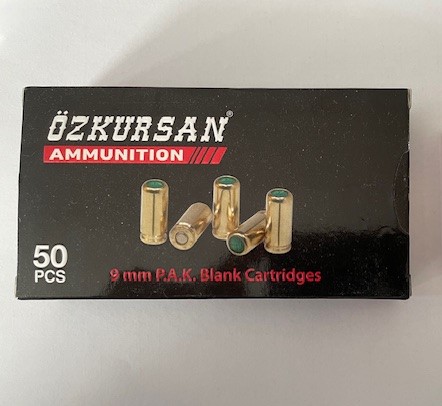 ÖZKURSAN®
AMMUNITION
50
PCS
9 mm P.A.K. Blank Cartridges